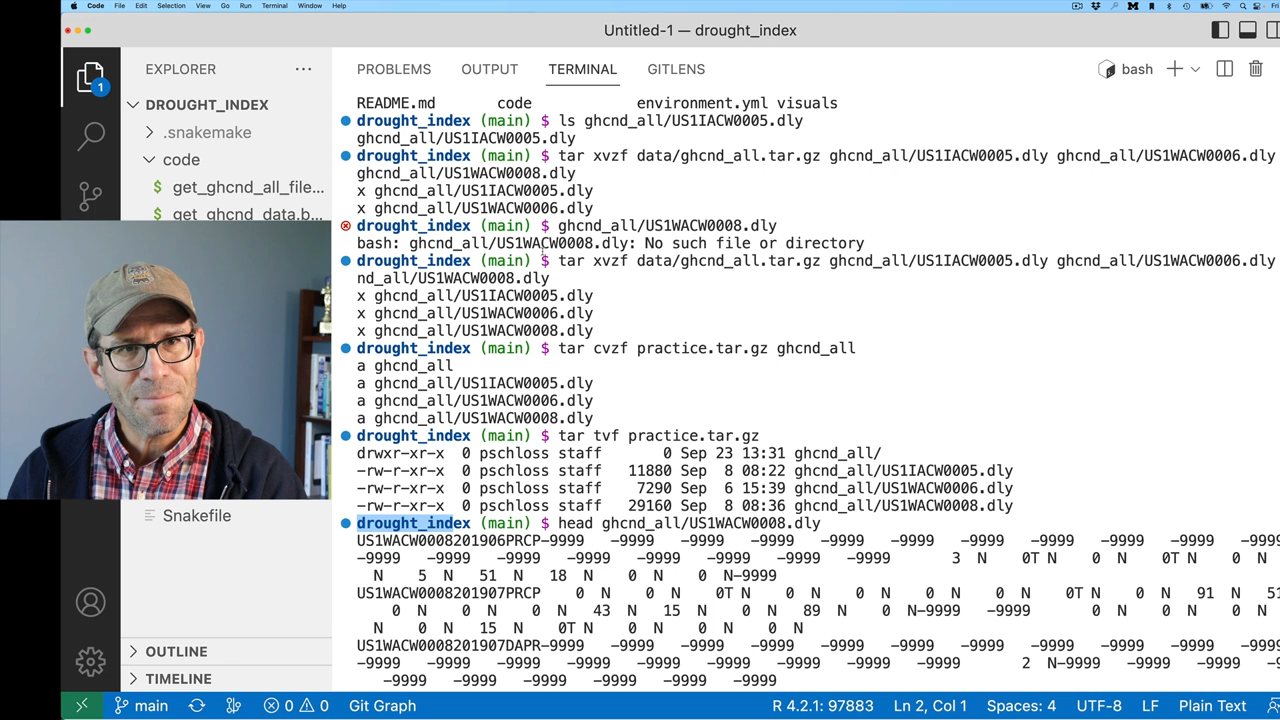 Code File Edit Selection View Go Run Terminal Window Help
Untitled-1 — drought_index
EXPLORER
PROBLEMS OUTPUT TERMINAL GITLENS
bash
1
DROUGHT_INDEX
.snakemake
code
get_ghcnd_all_file...
get_ghcnd_data.b...
Snakefile
OUTLINE
TIMELINE
README.md code environment.yml visuals
drought_index (main) $ ls ghcnd_all/US1IACW0005.dly
ghcnd_all/US1IACW0005.dly
drought_index (main) $ tar xvzf data/ghcnd_all.tar.gz ghcnd_all/US1IACW0005.dly ghcnd_all/US1WACW0006.dly
ghcnd_all/US1WACW0008.dly
x ghcnd_all/US1IACW0005.dly
x ghcnd_all/US1WACW0006.dly
drought_index (main) $ ghcnd_all/US1WACW0008.dly
bash: ghcnd_all/US1WACW0008.dly: No such file or directory
drought_index (main) $ tar xvzf data/ghcnd_all.tar.gz ghcnd_all/US1IACW0005.dly ghcnd_all/US1WACW0006.dly
nd_all/US1WACW0008.dly
x ghcnd_all/US1IACW0005.dly
x ghcnd_all/US1WACW0006.dly
x ghcnd_all/US1WACW0008.dly
drought_index (main) $ tar cvzf practice.tar.gz ghcnd_all
a ghcnd_all
a ghcnd_all/US1IACW0005.dly
a ghcnd_all/US1WACW0006.dly
a ghcnd_all/US1WACW0008.dly
drought_index (main) $ tar tvf practice.tar.gz
drwxr-xr-x 0 pschloss staff 0 Sep 23 13:31 ghcnd_all/
-rw-r-xr-x 0 pschloss staff 11880 Sep 8 08:22 ghcnd_all/US1IACW0005.dly
-rw-r-xr-x 0 pschloss staff 7290 Sep 6 15:39 ghcnd_all/US1WACW0006.dly
-rw-r-xr-x 0 pschloss staff 29160 Sep 8 08:36 ghcnd_all/US1WACW0008.dly
drought_index (main) $ head ghcnd_all/US1WACW0008.dly
US1WACW0008201906PRCP-9999 -9999 -9999 -9999 -9999 -9999 -9999 -9999 -9999 -9999
-9999 -9999 -9999 -9999 -9999 -9999 3 N 0T N 0 N 0T N 0 N
N 5 N 51 N 18 N 0 N 0 N-9999
US1WACW0008201907PRCP 0 N 0 N 0T N 0 N 0 N 0 N 0 N 0T N 0 N 91 N 51
0 N 0 N 0 N 43 N 15 N 0 N 89 N 0 N-9999 -9999 0 N 0 N 0 N
N 0 N 15 N 0T N 0 N 0 N 0 N
US1WACW0008201907DAPR-9999 -9999 -9999 -9999 -9999 -9999 -9999 -9999 -9999 -9999
-9999 -9999 -9999 -9999 -9999 -9999 -9999 2 N-9999 -9999 -9999 -9999
-9999 -9999 -9999 -9999 -9999
main 0 0 Git Graph R 4.2.1: 97883 Ln 2, Col 1 Spaces: 4 UTF-8 LF Plain Text